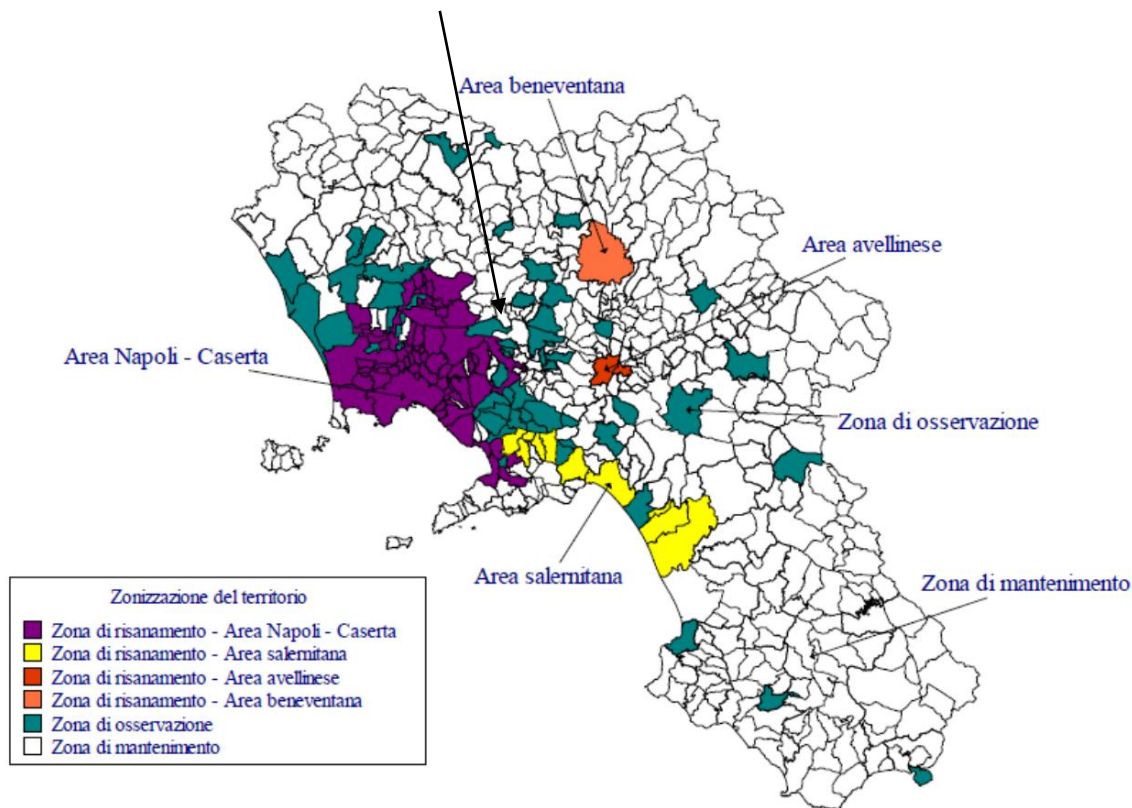 Area beneventana
Area avellinese
Area Napoli - Caserta
Zona di osservazione
Area salernitana
Zona di mantenimento
Zonizzazione del territorio
Zona di risanamento - Area Napoli - Caserta
Zona di risanamento - Area salernitana
Zona di risanamento - Area avellinese
Zona di risanamento - Area beneventana
Zona di osservazione
Zona di mantenimento